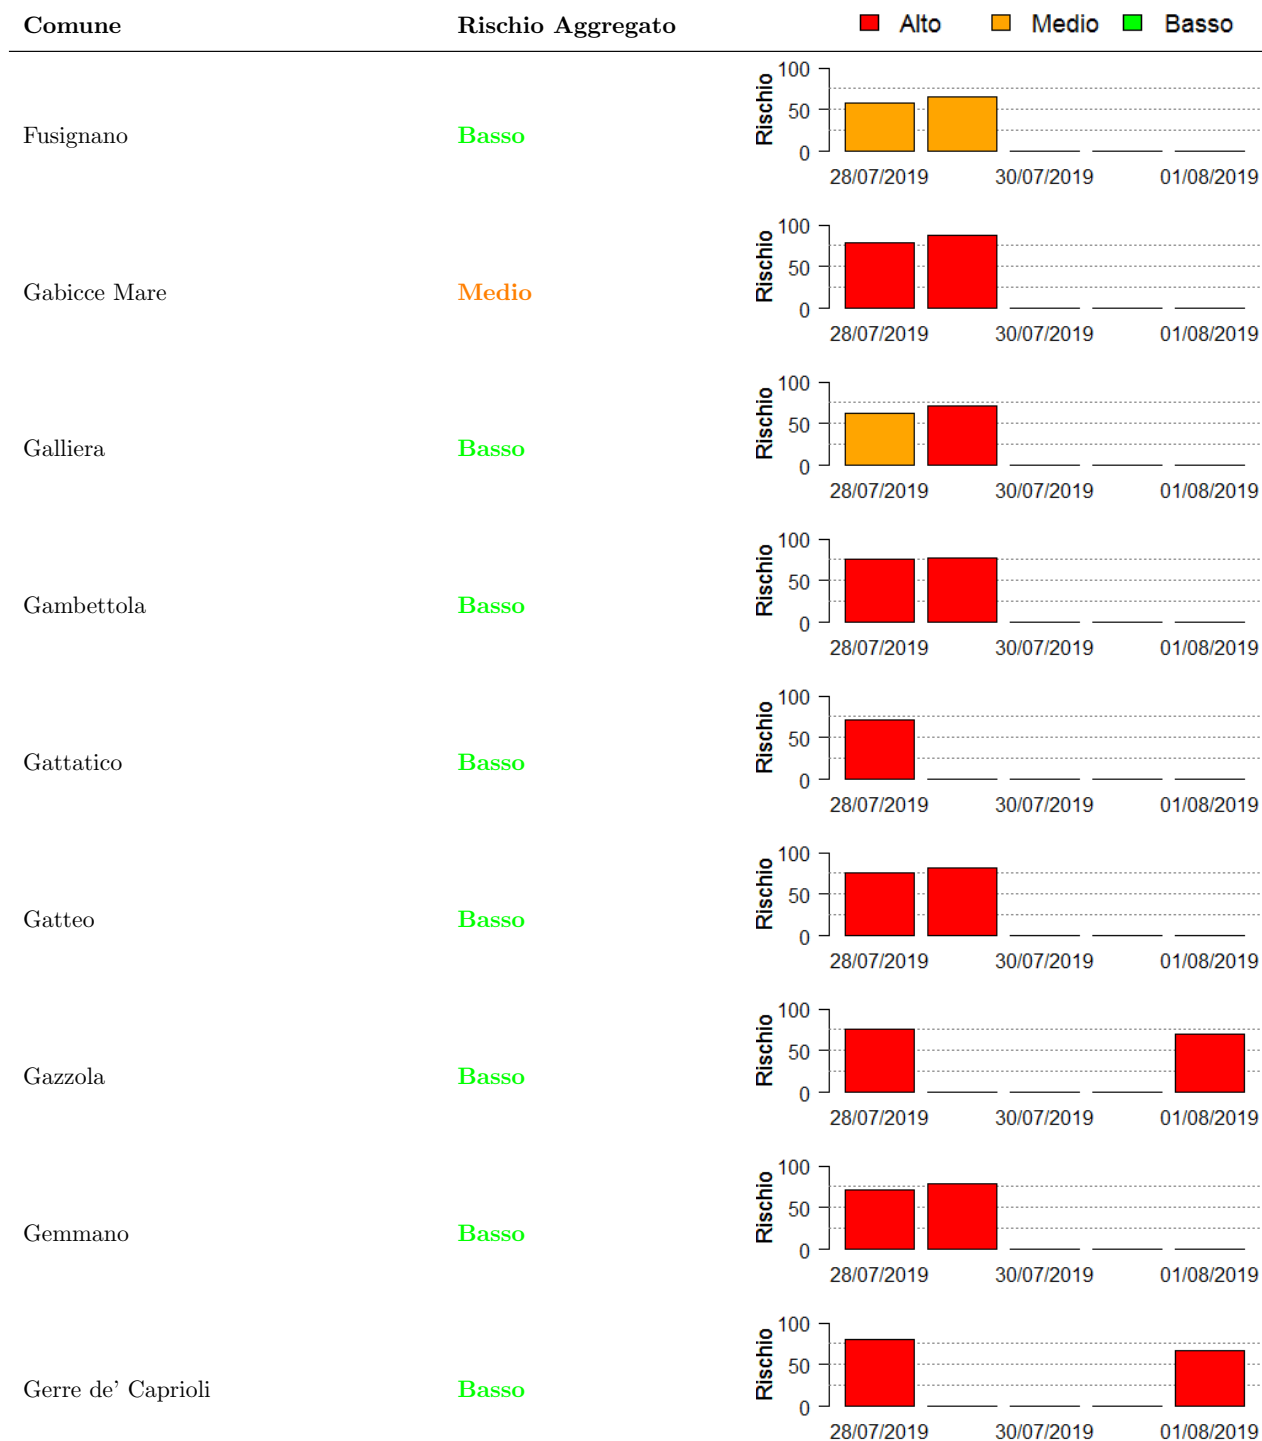 Comune Rischio Aggregato Alto Medio Basso
100
50
0
Rischio
Fusignano Basso
28/07/2019 30/07/2019 01/08/2019
100
50
0
Rischio
Gabicce Mare Medio
28/07/2019 30/07/2019 01/08/2019
100
50
0
Rischio
Galliera Basso
28/07/2019 30/07/2019 01/08/2019
100
50
0
Rischio
Gambettola Basso
28/07/2019 30/07/2019 01/08/2019
100
50
0
Rischio
Gattatico Basso
28/07/2019 30/07/2019 01/08/2019
100
50
0
Rischio
Gatteo Basso
28/07/2019 30/07/2019 01/08/2019
100
50
0
Rischio
Gazzola Basso
28/07/2019 30/07/2019 01/08/2019
100
50
0
Rischio
Gemmano Basso
28/07/2019 30/07/2019 01/08/2019
100
50
0
Rischio
Gerre de' Caprioli Basso
28/07/2019 30/07/2019 01/08/2019